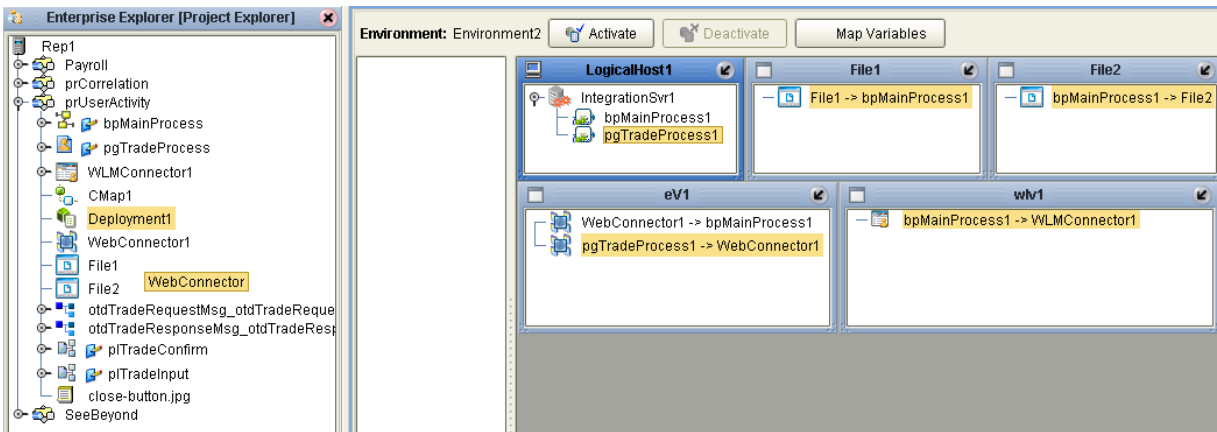 Enterprise Explorer [Project Explorer]
Rep1
Payroll
prCorrelation
prUserActivity
bpMainProcess
pgTradeProcess
WLMConnector1
CMap1
Deployment1
WebConnector1
File1
File2
WebConnector
otdTradeRequestMsg_otdTradeReque
otdTradeResponseMsg_otdTradeResp
plTradeConfirm
plTradeInput
close-button.jpg
SeeBeyond
Environment: Environment2 Activate Deactivate Map Variables
LogicalHost1
IntegrationSvr1
bpMainProcess1
pgTradeProcess1
File1
File1 -> bpMainProcess1
File2
bpMainProcess1 -> File2
eV1
WebConnector1 -> bpMainProcess1
pgTradeProcess1 -> WebConnector1
wlv1
bpMainProcess1 -> WLMConnector1